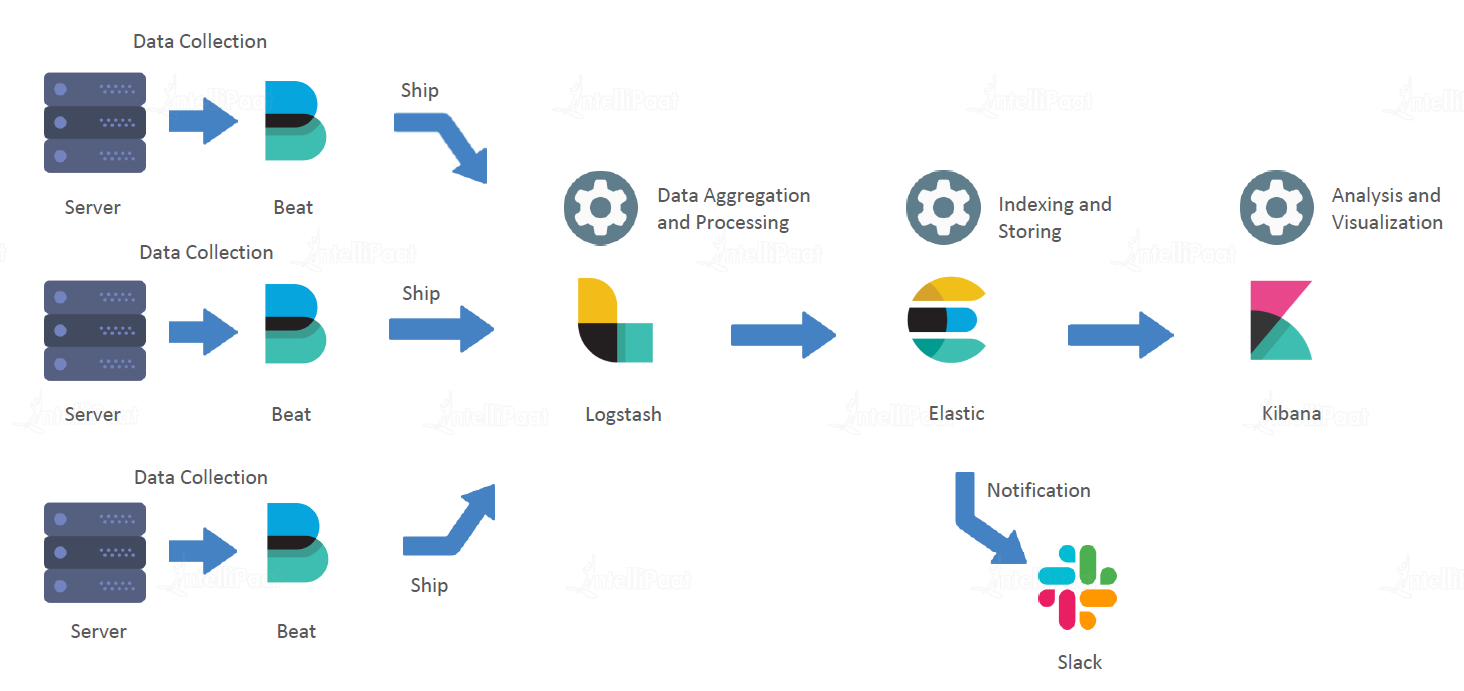 Data Collection
Server
Beat
Ship
Data Collection
Server
Beat
Ship
Data Collection
Server
Beat
Ship
Data Aggregation
and Processing
Logstash
Indexing and
Storing
Elastic
Analysis and
Visualization
Kibana
Notification
Slack
IntelliPaat